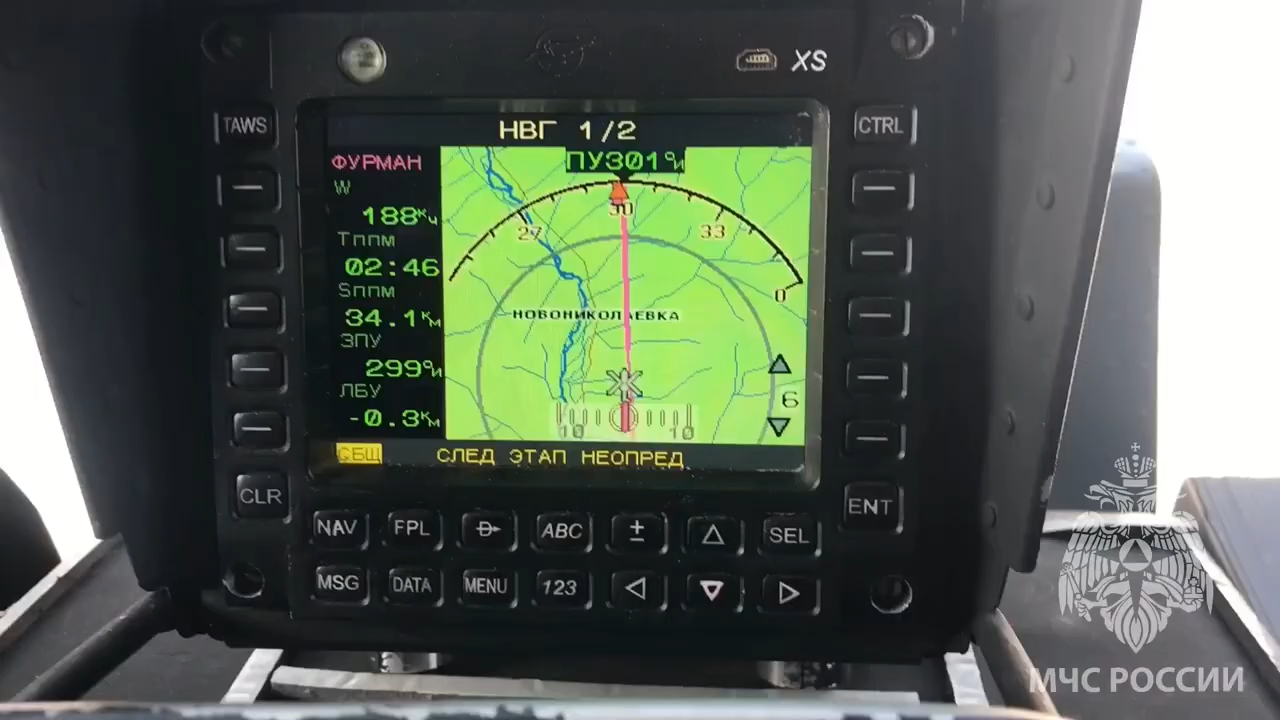 XS
TAWS
CTRL
НВГ 1/2
ФУРМАН
ПУ301°и
W
188Кч
Тппм
02:46
Sппм
34.1Км
ЗПУ
299°и
ЛБУ
-0.3Км
27
30
33
0
НОВОНИКОЛАЕВКА
6
10
10
СБЩ
СЛЕД ЭТАП НЕОПРЕД
CLR
ENT
NAV
FPL
D
ABC
±
SEL
MSG
DATA
MENU
123
МЧС РОССИИ